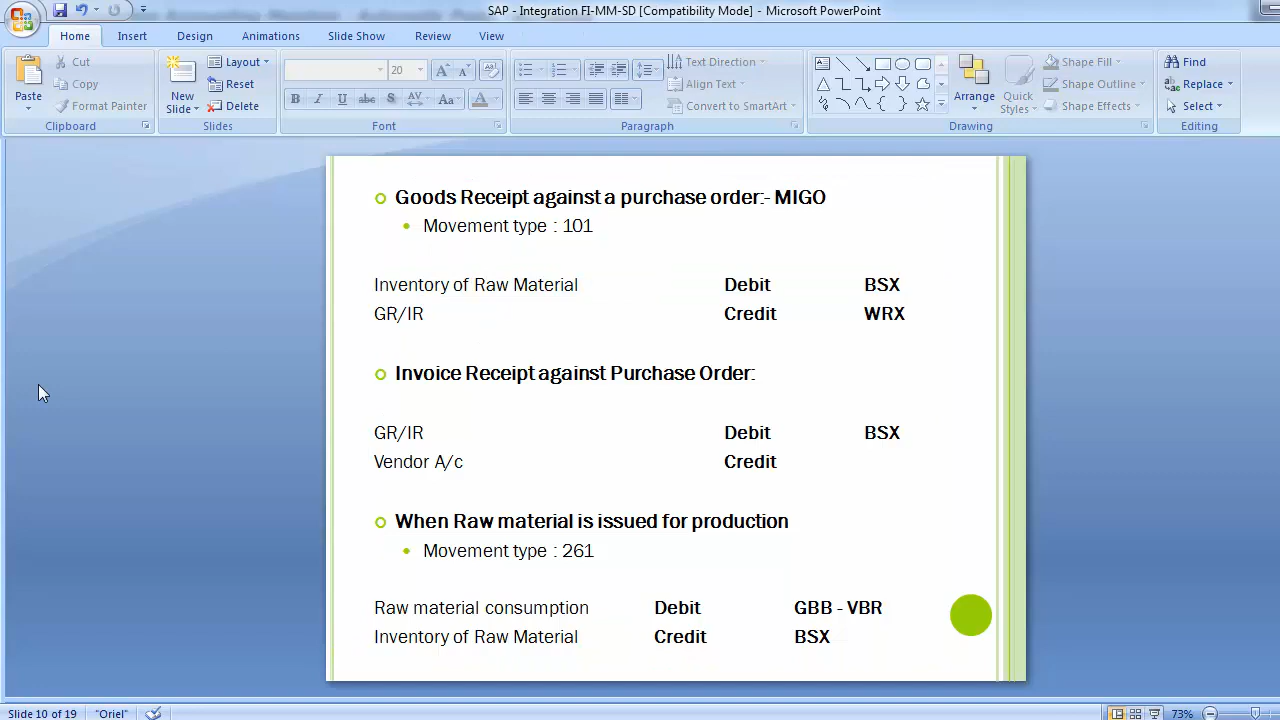 SAP - Integration FI-MM-SD [Compatibility Mode] - Microsoft PowerPoint
Home Insert Design Animations Slide Show Review View
Paste
Cut
Copy
Format Painter
Clipboard
New Slide
Layout
Reset
Delete
Slides
20
B I U abc S AV Aa A
Font
Text Direction
Align Text
Convert to SmartArt
Paragraph
Arrange
Quick Styles
Shape Fill
Shape Outline
Shape Effects
Drawing
Find
Replace
Select
Editing
Goods Receipt against a purchase order:- MIGO
Movement type : 101
Inventory of Raw Material Debit BSX
GR/IR Credit WRX
Invoice Receipt against Purchase Order:
GR/IR Debit BSX
Vendor A/c Credit
When Raw material is issued for production
Movement type : 261
Raw material consumption Debit GBB - VBR
Inventory of Raw Material Credit BSX
Slide 10 of 19 "Oriel" 73%